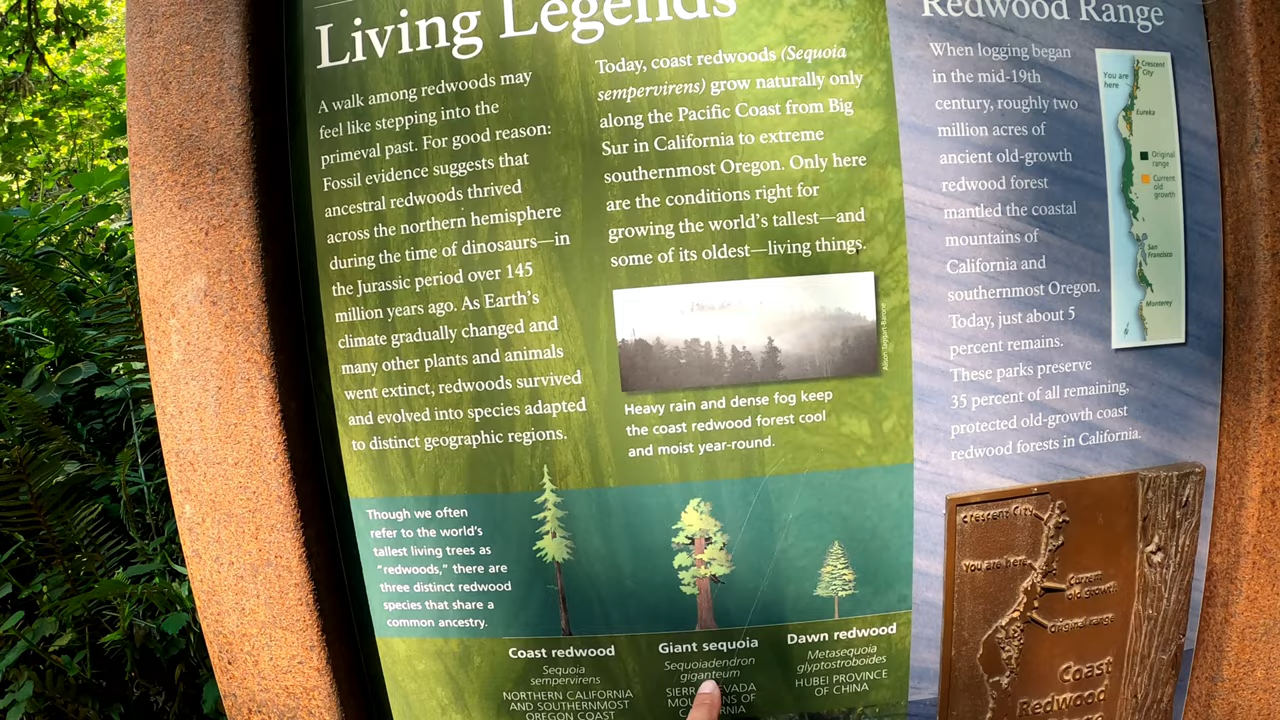 Living Legends
A walk among redwoods may
feel like stepping into the
primeval past. For good reason:
Fossil evidence suggests that
ancestral redwoods thrived
across the northern hemisphere
during the time of dinosaurs—in
the Jurassic period over 145
million years ago. As Earth's
climate gradually changed and
many other plants and animals
went extinct, redwoods survived
and evolved into species adapted
to distinct geographic regions.
Today, coast redwoods (Sequoia
sempervirens) grow naturally only
along the Pacific Coast from Big
Sur in California to extreme
southernmost Oregon. Only here
are the conditions right for
growing the world's tallest—and
some of its oldest—living things.
Alison Taggart-Barone
Heavy rain and dense fog keep
the coast redwood forest cool
and moist year-round.
Though we often
refer to the world's
tallest living trees as
"redwoods," there are
three distinct redwood
species that share a
common ancestry.
Coast redwood
Sequoia
sempervirens
NORTHERN CALIFORNIA
AND SOUTHERNMOST
OREGON COAST
Giant sequoia
Sequoiadendron
giganteum
SIERRA NEVADA
MOUNTAINS OF
CALIFORNIA
Dawn redwood
Metasequoia
glyptostroboides
HUBEI PROVINCE
OF CHINA
Redwood Range
When logging began
in the mid-19th
century, roughly two
million acres of
ancient old-growth
redwood forest
mantled the coastal
mountains of
California and
southernmost Oregon.
Today, just about 5
percent remains.
These parks preserve
35 percent of all remaining,
protected old-growth coast
redwood forests in California.
You are
here
Crescent
City
Eureka
Original
range
Current
old
growth
San
Francisco
Monterey
Crescent City
You are here
Current
old growth
Original range
Coast
Redwood